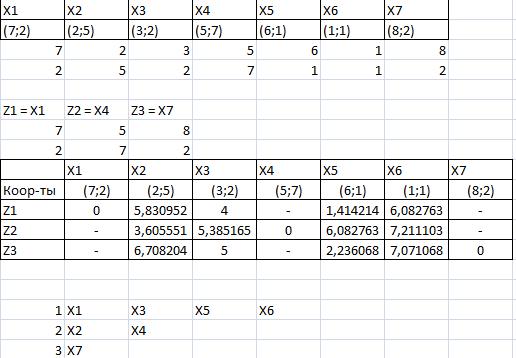 X1 X2 X3 X4 X5 X6 X7
(7;2) (2;5) (3;2) (5;7) (6;1) (1;1) (8;2)
7 2 3 5 6 1 8
2 5 2 7 1 1 2
Z1 = X1 Z2 = X4 Z3 = X7
7 5 8
2 7 2
X1 X2 X3 X4 X5 X6 X7
Коор-ты (7;2) (2;5) (3;2) (5;7) (6;1) (1;1) (8;2)
Z1 0 5,830952 4 - 1,414214 6,082763 -
Z2 - 3,605551 5,385165 0 6,082763 7,211103 -
Z3 - 6,708204 5 - 2,236068 7,071068 0
1 X1 X3 X5 X6
2 X2 X4
3 X7